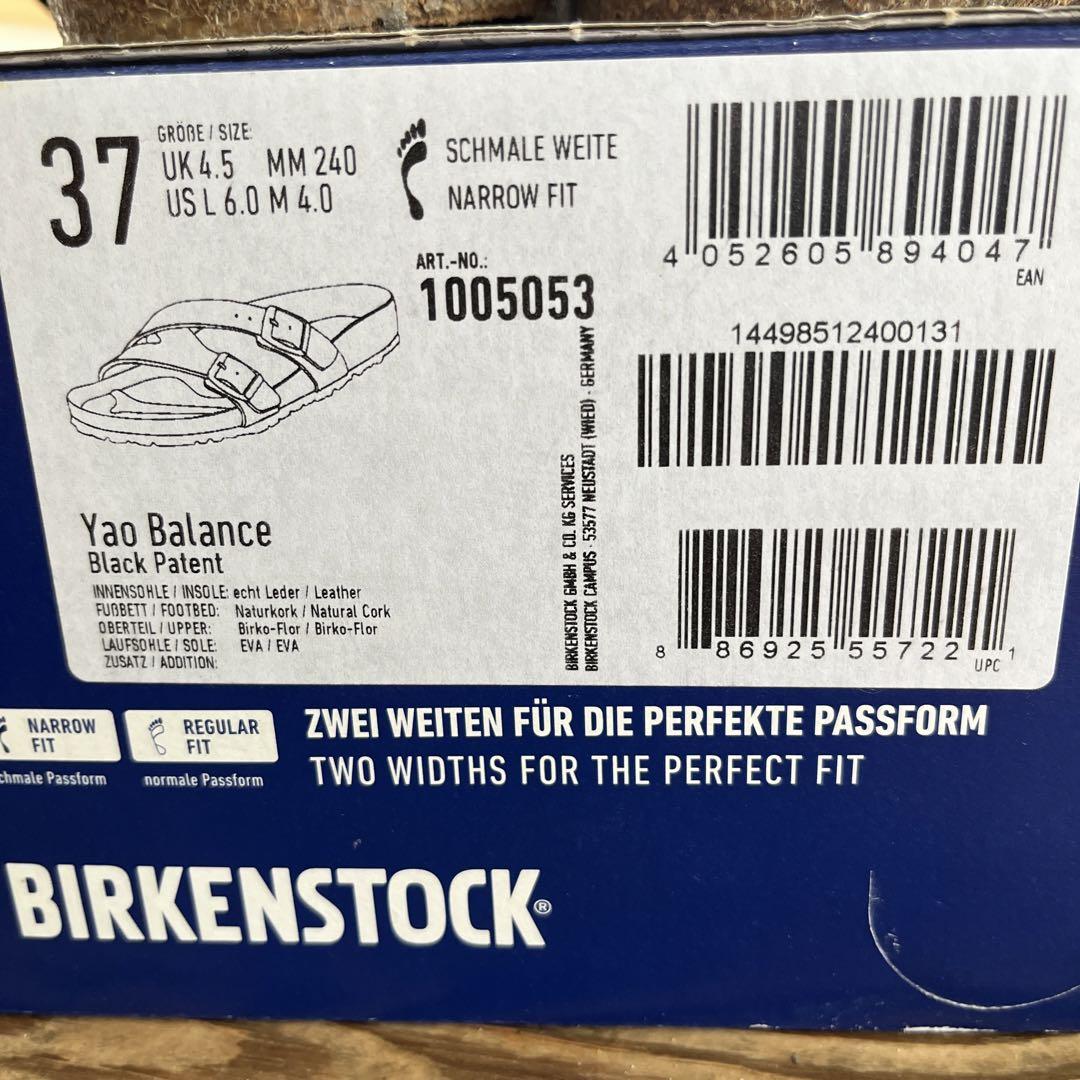 37
GRÖßE / SIZE:
UK 4.5 MM 240
US L 6.0 M 4.0
SCHMALE WEITE
NARROW FIT
ART.-NO.:
1005053
4 052605 894047
EAN
14498512400131
Yao Balance
Black Patent
INNENSOHLE / INSOLE: echt Leder / Leather
FUßBETT / FOOTBED: Naturkork / Natural Cork
OBERTEIL / UPPER: Birko-Flor / Birko-Flor
LAUFSOHLE / SOLE: EVA / EVA
ZUSATZ / ADDITION:
BIRKENSTOCK GMBH & CO. KG SERVICES
BIRKENSTOCK CAMPUS · 53577 NEUSTADT (WIED) · GERMANY
8 86925 55722 1
UPC
NARROW
FIT
chmale Passform
REGULAR
FIT
normale Passform
ZWEI WEITEN FÜR DIE PERFEKTE PASSFORM
TWO WIDTHS FOR THE PERFECT FIT
BIRKENSTOCK®